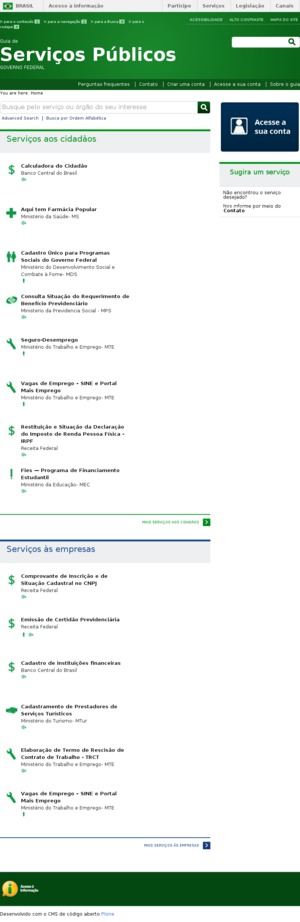 BRASIL Acesso à informação Participe Serviços Legislação Canais
Ir para o conteúdo 1 Ir para a navegação 2 Ir para a Busca 3 Ir para o
rodapé 4
ACESSIBILIDADE ALTO CONTRASTE MAPA DO SITE
Guia de
Serviços Públicos
GOVERNO FEDERAL
Perguntas frequentes | Contato | Criar uma conta | Acesse a sua conta | Sobre o guia
You are here: Home
Busque pelo serviço ou órgão do seu interesse
Advanced Search | Busca por Ordem Alfabética
Acesse a
sua conta
Serviços aos cidadãos
Calculadora do Cidadão
Banco Central do Brasil
Aqui tem Farmácia Popular
Ministério da Saúde- MS
Cadastro Único para Programas
Sociais do Governo Federal
Ministério do Desenvolvimento Social e
Combate à Fome- MDS
Consulta Situação do Requerimento de
Benefício Previdenciário
Ministério da Previdencia Social - MPS
Seguro-Desemprego
Ministério do Trabalho e Emprego- MTE
Vagas de Emprego – SINE e Portal
Mais Emprego
Ministério do Trabalho e Emprego- MTE
Restituição e Situação da Declaração
do Imposto de Renda Pessoa Física –
IRPF
Receita Federal
Fies — Programa de Financiamento
Estudantil
Ministério da Educação- MEC
MAIS SERVIÇOS AOS CIDADÃOS
Sugira um serviço
Não encontrou o serviço
desejado?
Nos informe por meio do
Contato
Serviços às empresas
Comprovante de Inscrição e de
Situação Cadastral no CNPJ
Receita Federal
Emissão de Certidão Previdenciária
Receita Federal
Cadastro de instituições financeiras
Banco Central do Brasil
Cadastramento de Prestadores de
Serviços Turísticos
Ministério do Turismo- MTur
Elaboração de Termo de Rescisão de
Contrato de Trabalho – TRCT
Ministério do Trabalho e Emprego- MTE
Vagas de Emprego – SINE e Portal
Mais Emprego
Ministério do Trabalho e Emprego- MTE
MAIS SERVIÇOS ÀS EMPRESAS
Acesso à
Informação
Desenvolvido com o CMS de código aberto Plone